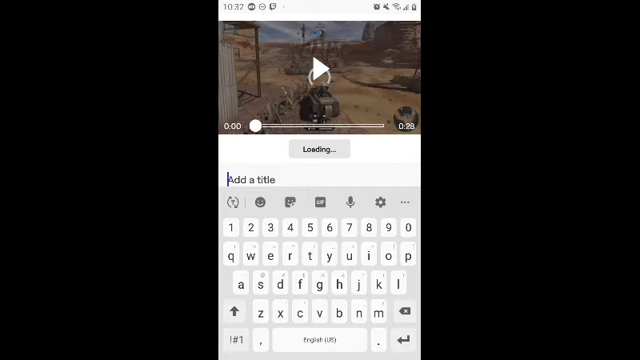 10:32
0:00
0:28
Loading...
Add a title
GIF
1 2 3 4 5 6 7 8 9 0
q w e r t y u i o p
a s d f g h j k l
z x c v b n m
!#1 , English (US) .